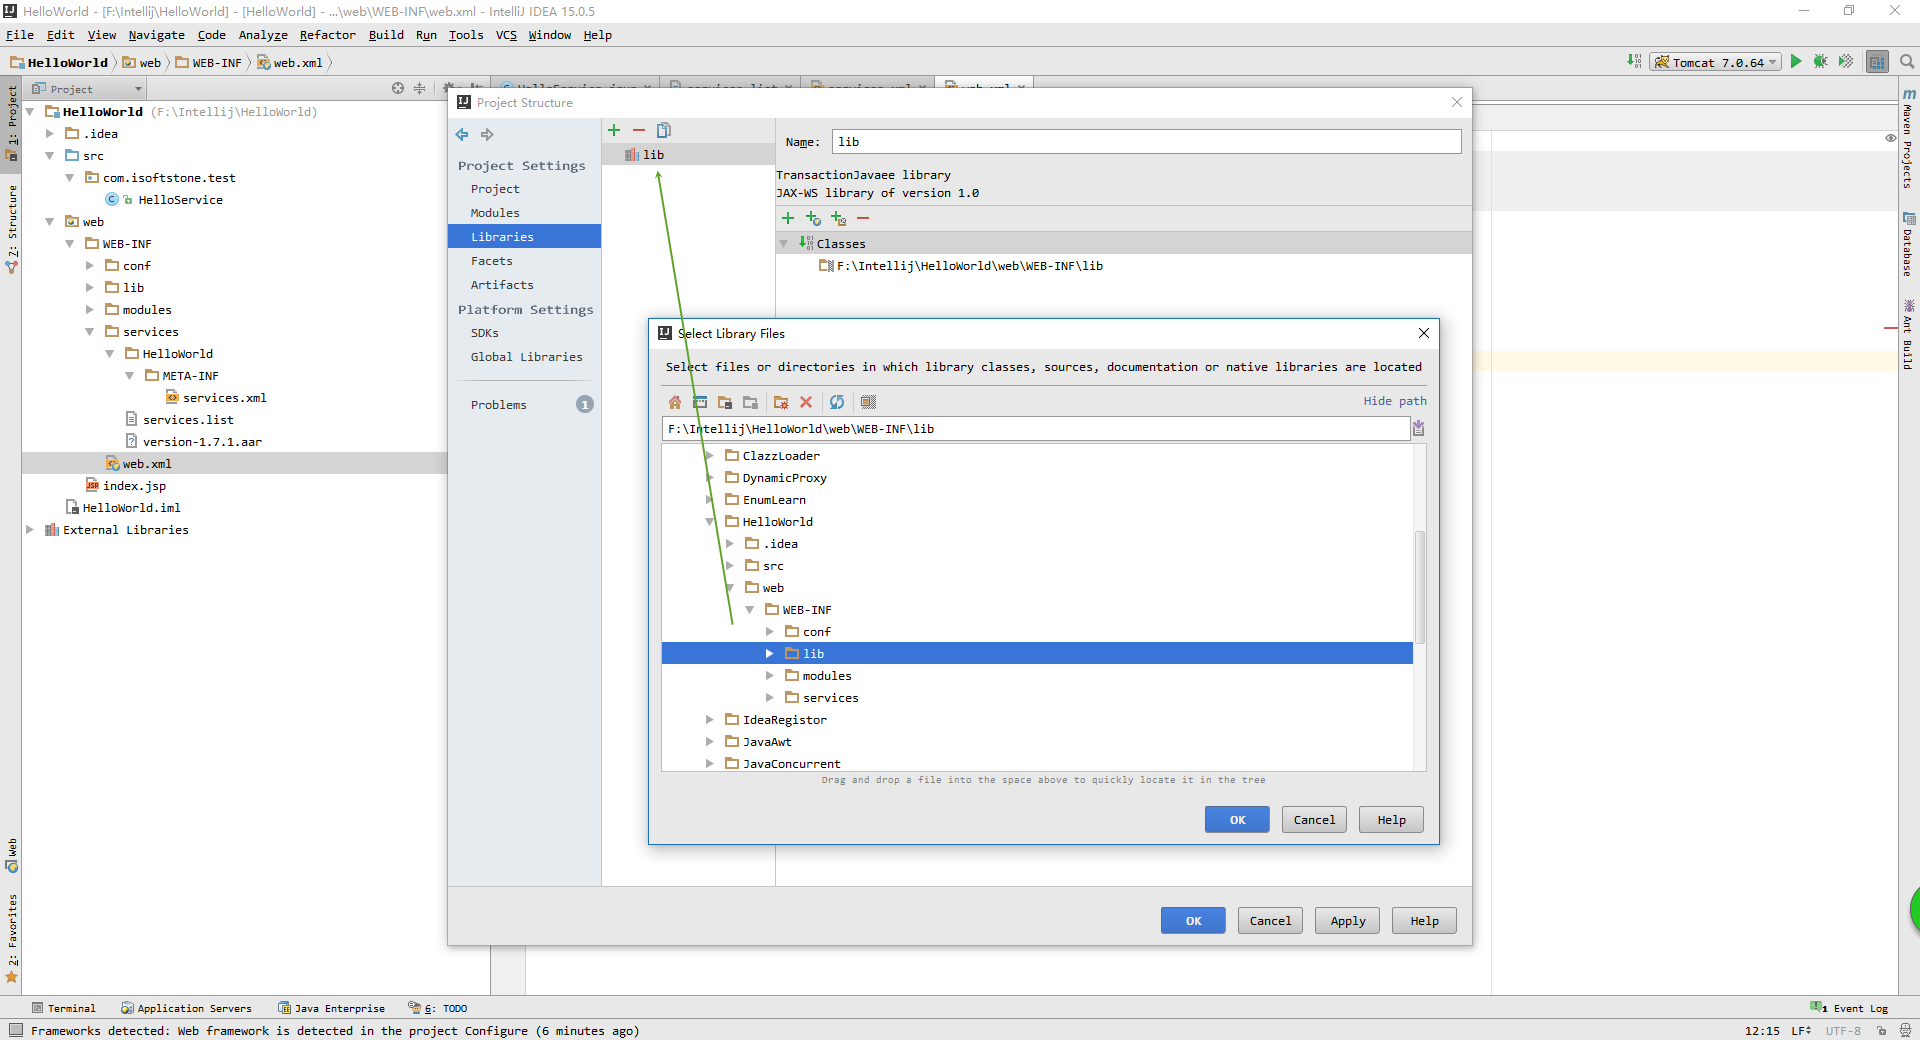 HelloWorld - [F:\Intellij\HelloWorld] - [HelloWorld] - ...\web\WEB-INF\web.xml - IntelliJ IDEA 15.0.5
File Edit View Navigate Code Analyze Refactor Build Run Tools VCS Window Help
HelloWorld web WEB-INF web.xml
Tomcat 7.0.64
Project
1: Project
7: Structure
Web
2: Favorites
HelloWorld (F:\Intellij\HelloWorld)
.idea
src
com.isoftstone.test
HelloService
web
WEB-INF
conf
lib
modules
services
HelloWorld
META-INF
services.xml
services.list
version-1.7.1.aar
web.xml
index.jsp
HelloWorld.iml
External Libraries
Project Structure
Project Settings
Project
Modules
Libraries
Facets
Artifacts
Platform Settings
SDKs
Global Libraries
Problems 1
lib
Name: lib
TransactionJavaee library
JAX-WS library of version 1.0
Classes
F:\Intellij\HelloWorld\web\WEB-INF\lib
Select Library Files
Select files or directories in which library classes, sources, documentation or native libraries are located
Hide path
F:\Intellij\HelloWorld\web\WEB-INF\lib
ClazzLoader
DynamicProxy
EnumLearn
HelloWorld
.idea
src
web
WEB-INF
conf
lib
modules
services
IdeaRegistor
JavaAwt
JavaConcurrent
Drag and drop a file into the space above to quickly locate it in the tree
OK Cancel Help
OK Cancel Apply Help
Maven Projects
Database
Ant Build
Terminal Application Servers Java Enterprise 6: TODO
1 Event Log
Frameworks detected: Web framework is detected in the project Configure (6 minutes ago)
12:15 LF UTF-8